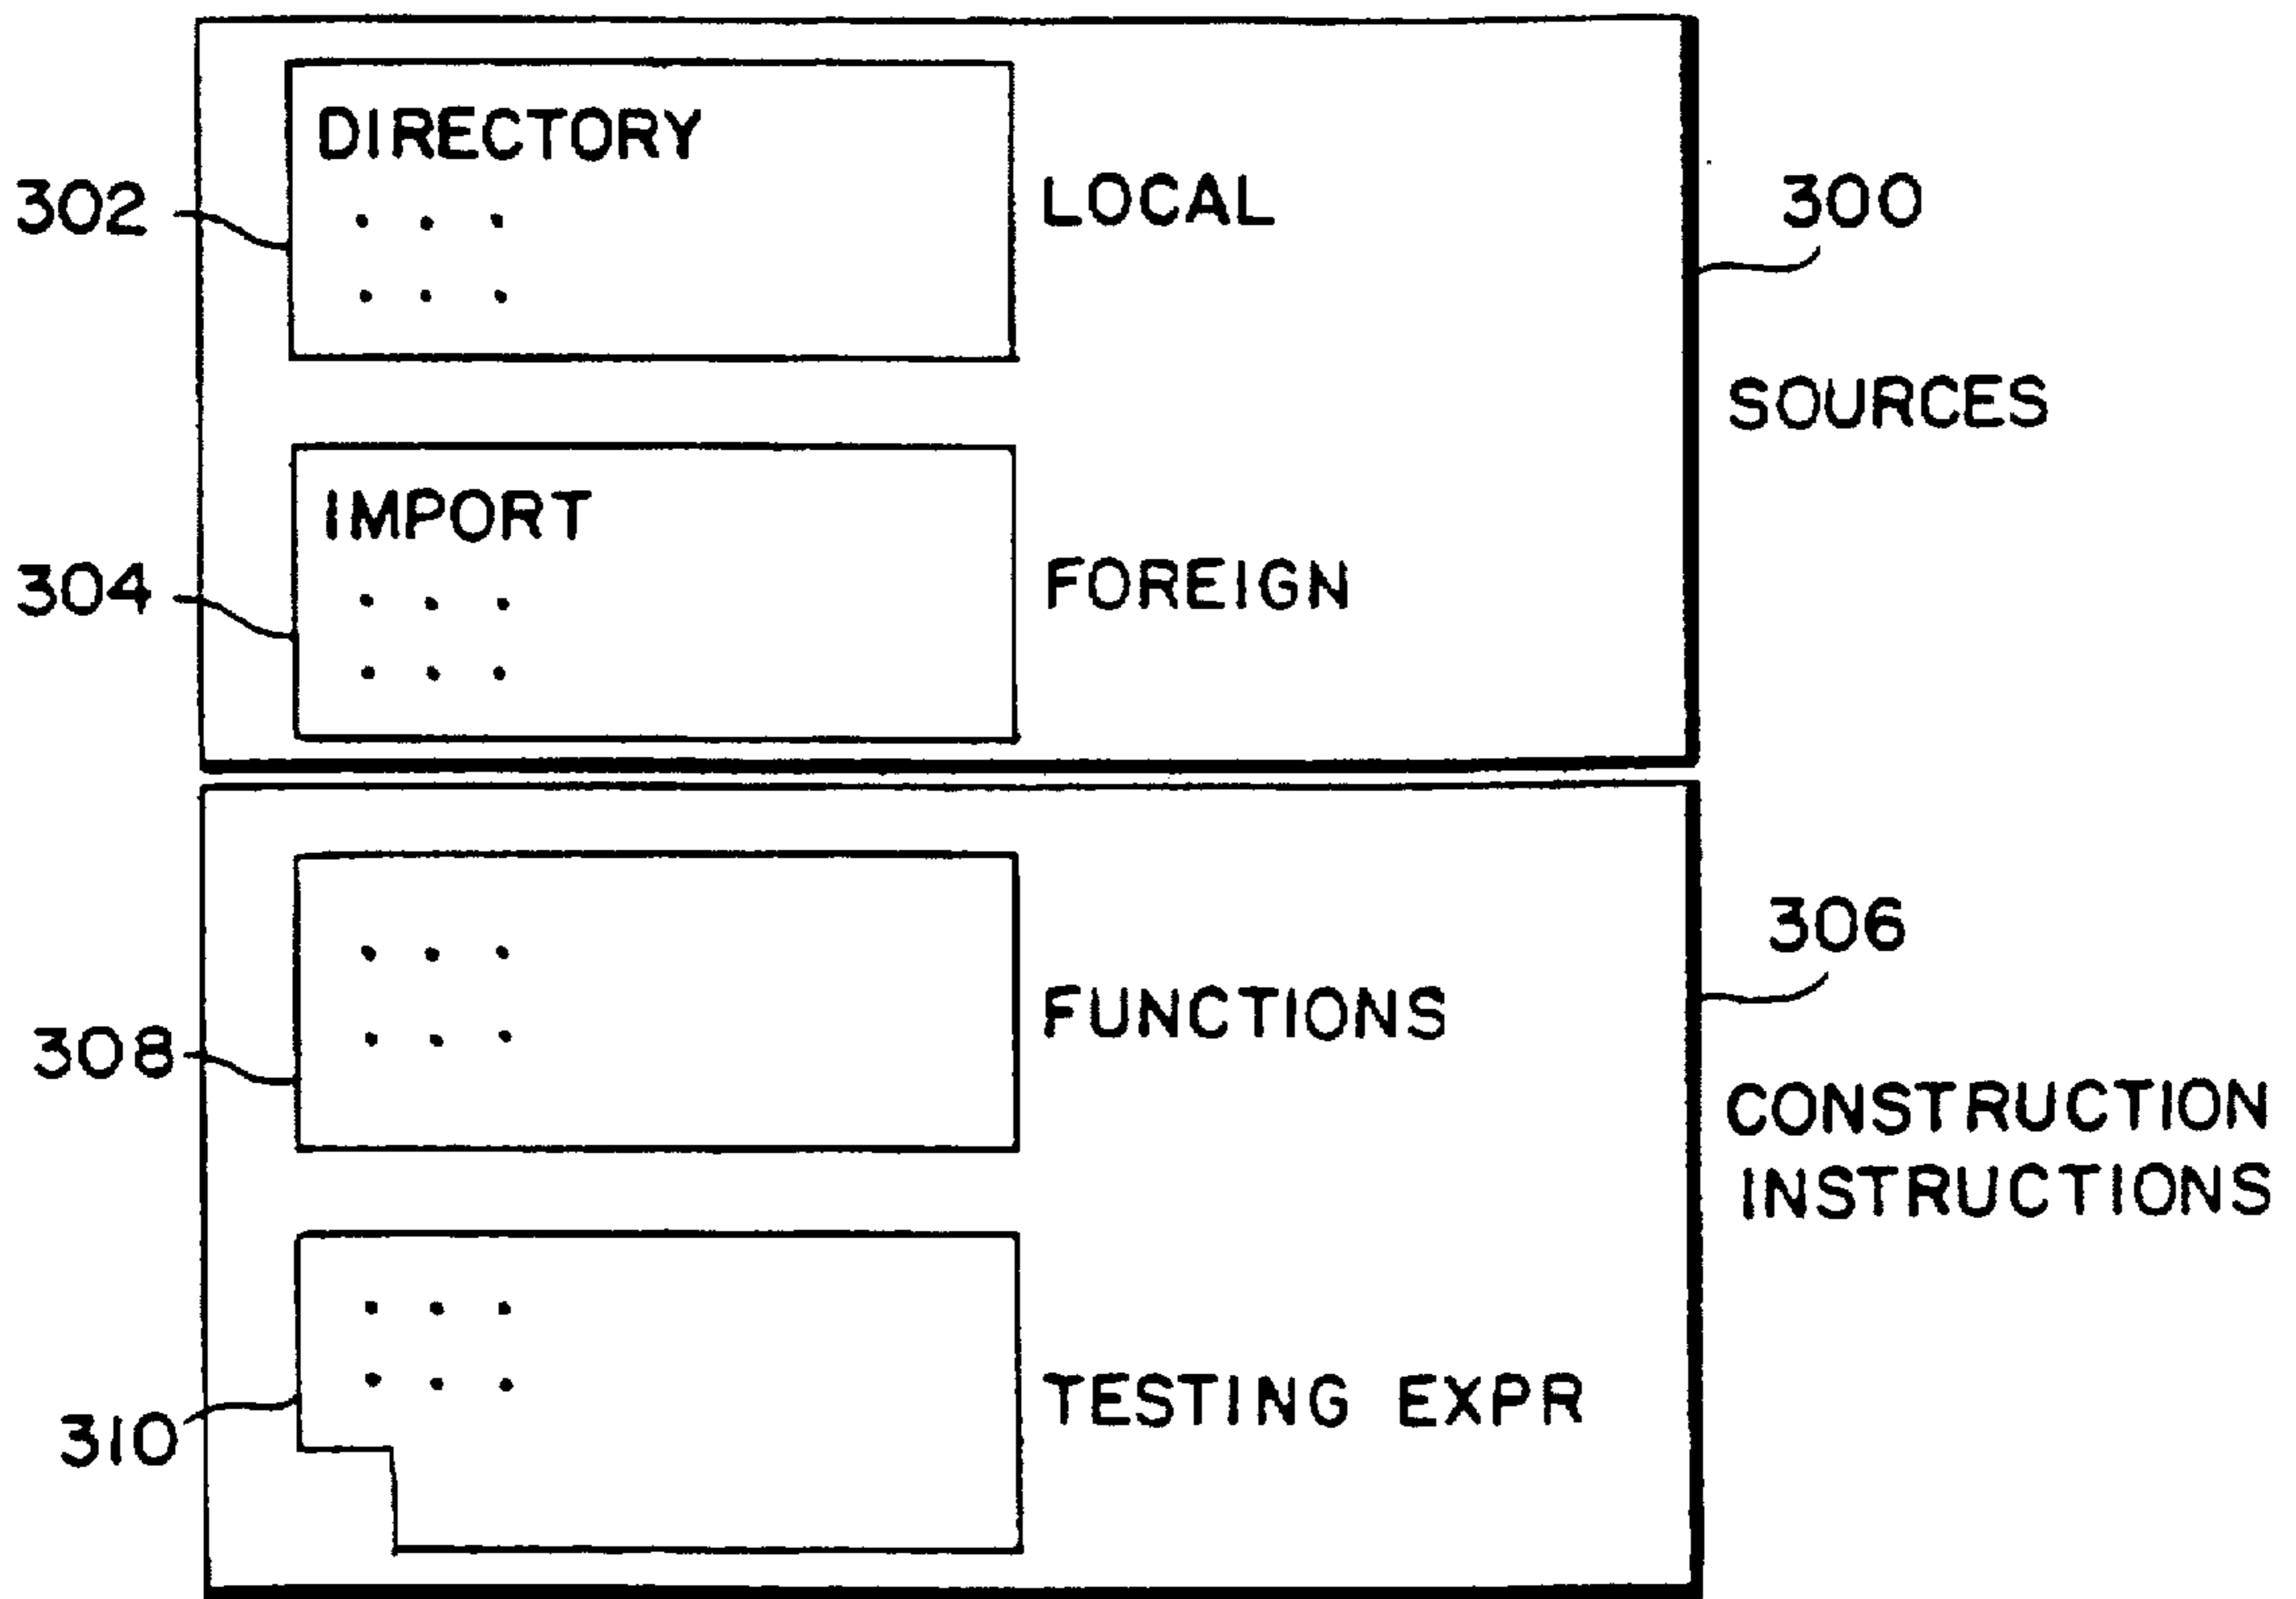 DIRECTORY
302
LOCAL
300
SOURCES
IMPORT
304
FOREIGN
306
308
FUNCTIONS
CONSTRUCTION
INSTRUCTIONS
310
TESTING EXPR